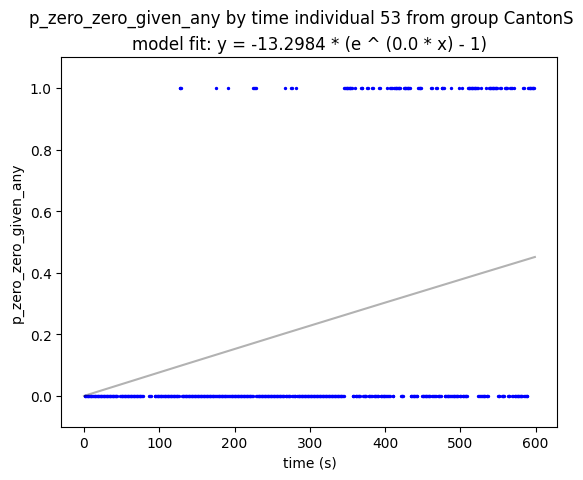 p_zero_zero_given_any by time individual 53 from group CantonS
model fit: y = -13.2984 * (e ^ (0.0 * x) - 1)
1.0
0.8
0.6
0.4
0.2
0.0
p_zero_zero_given_any
0 100 200 300 400 500 600
time (s)